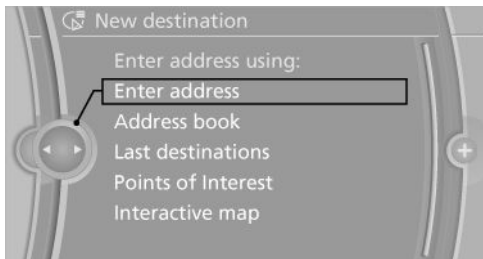 New destination
Enter address using:
Enter address
Address book
Last destinations
Points of Interest
Interactive map